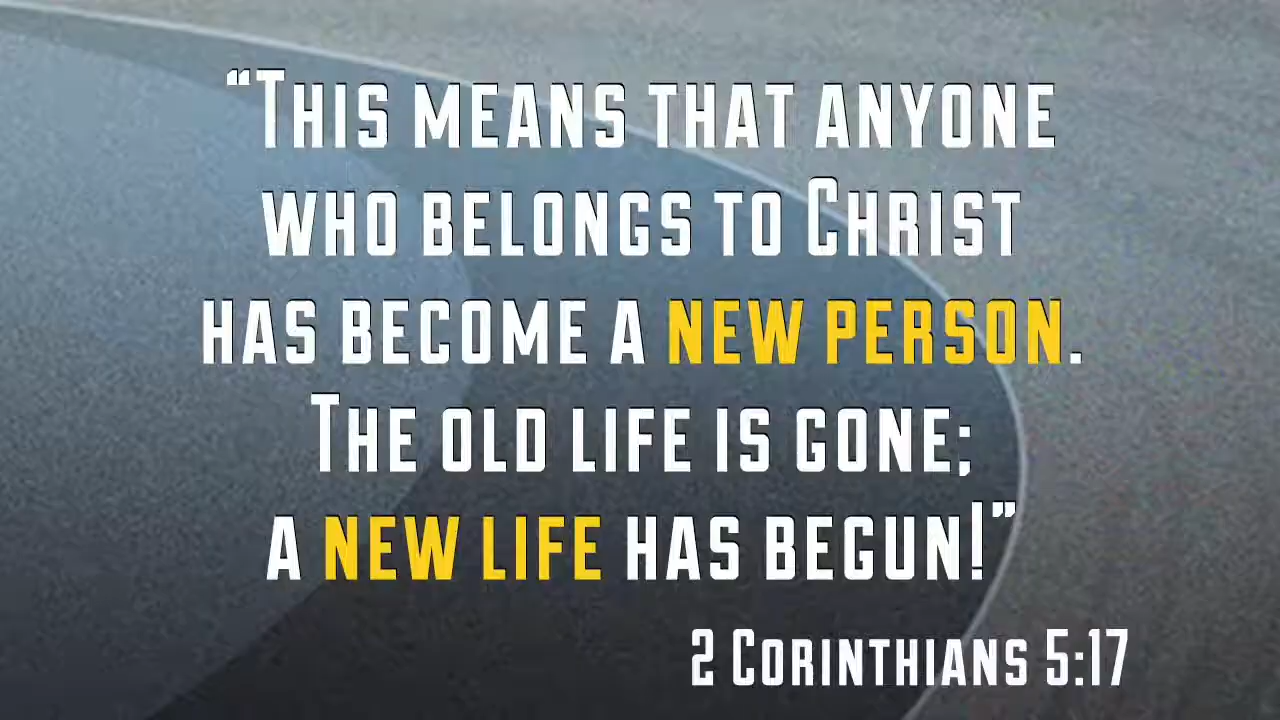 “This means that anyone
who belongs to Christ
has become a new person.
The old life is gone;
a new life has begun!”
2 Corinthians 5:17